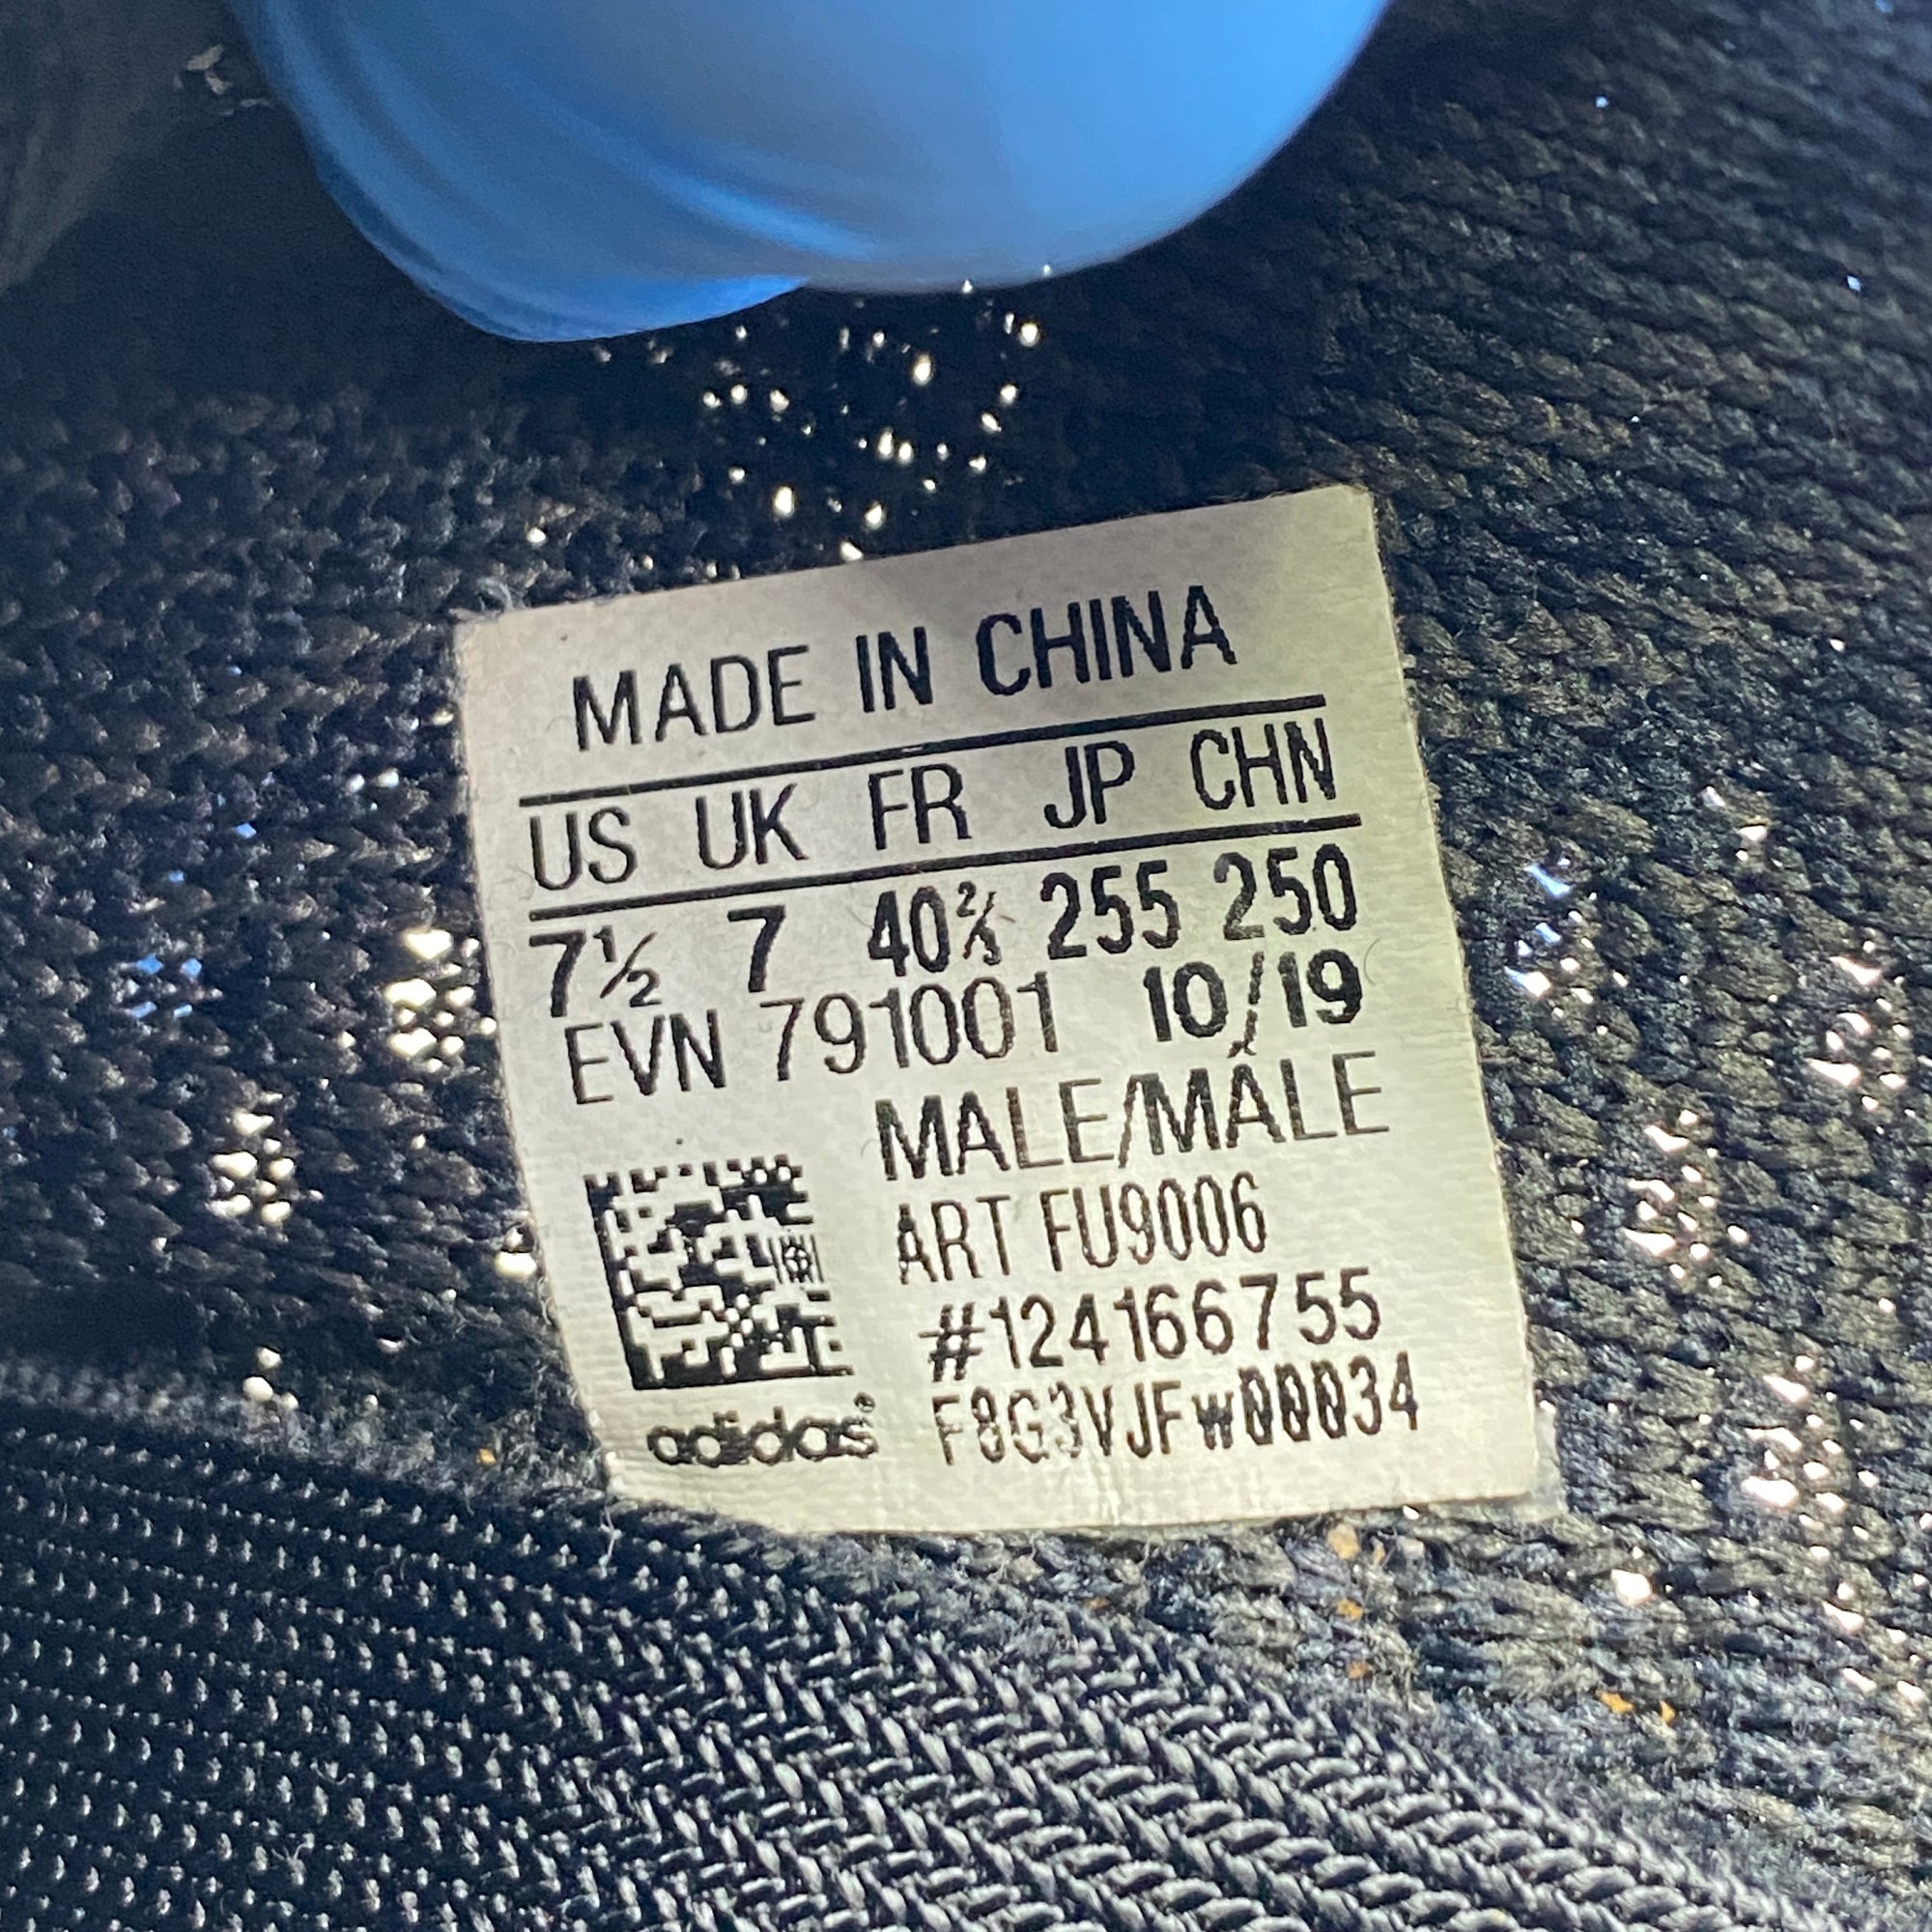 MADE IN CHINA
US UK FR JP CHN
7½ 7 40⅔ 255 250
EVN 791001 10/19
MALE/MÂLE
ART FU9006
#124166755
adidas® F8G3VJFW00034